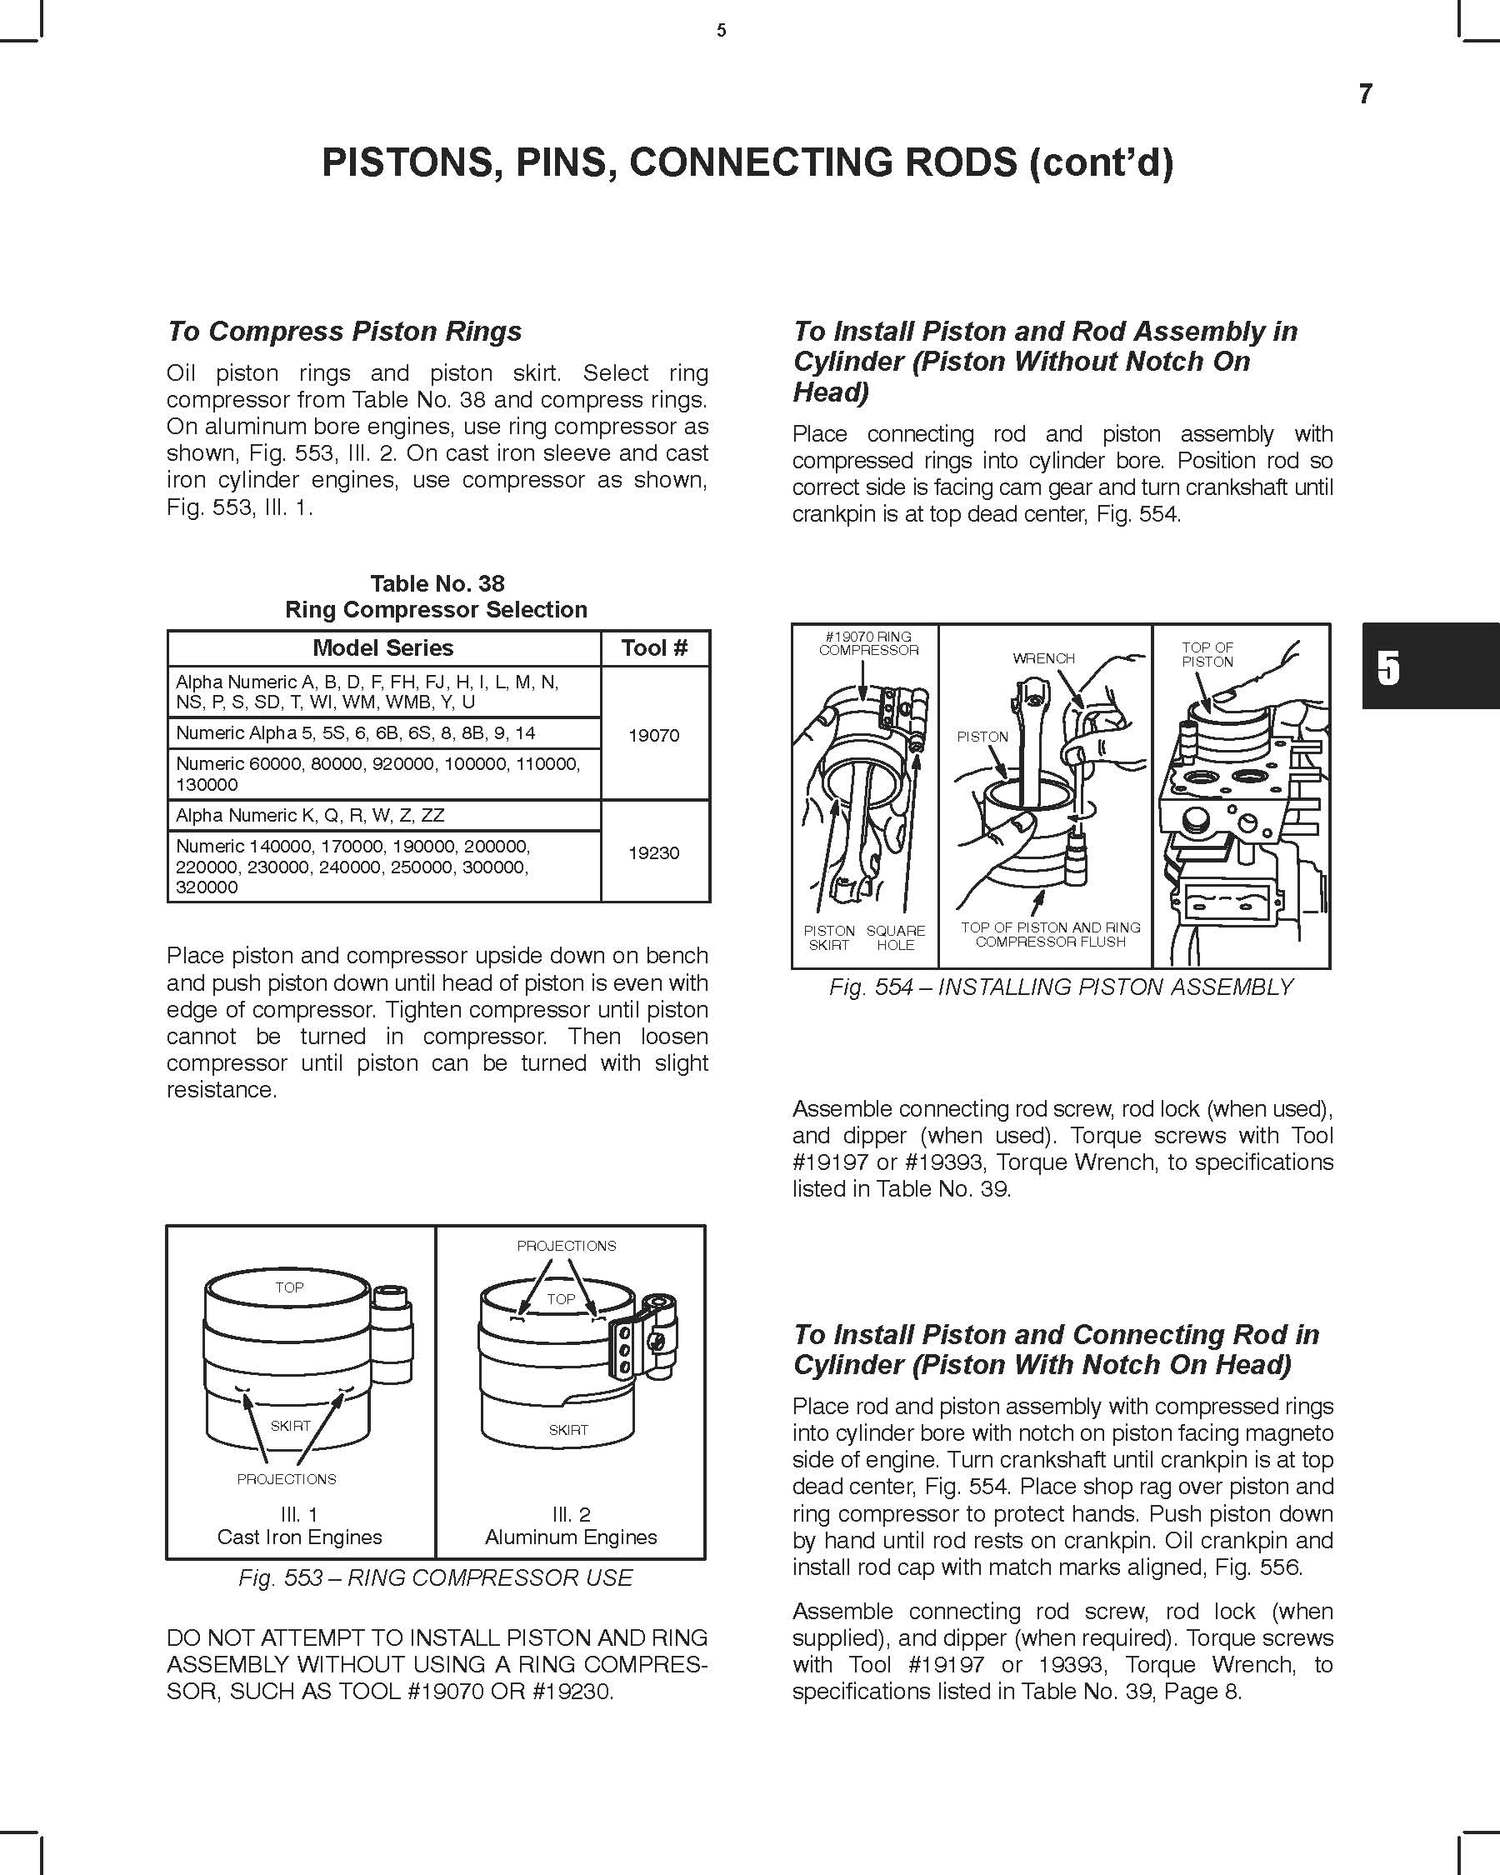 5
7
PISTONS, PINS, CONNECTING RODS (cont’d)
To Compress Piston Rings
Oil piston rings and piston skirt. Select ring
compressor from Table No. 38 and compress rings.
On aluminum bore engines, use ring compressor as
shown, Fig. 553, Ill. 2. On cast iron sleeve and cast
iron cylinder engines, use compressor as shown,
Fig. 553, Ill. 1.
Table No. 38
Ring Compressor Selection
Model Series Tool #
Alpha Numeric A, B, D, F, FH, FJ, H, I, L, M, N,
NS, P, S, SD, T, WI, WM, WMB, Y, U
Numeric Alpha 5, 5S, 6, 6B, 6S, 8, 8B, 9, 14
19070
Numeric 60000, 80000, 920000, 100000, 110000,
130000
Alpha Numeric K, Q, R, W, Z, ZZ
Numeric 140000, 170000, 190000, 200000,
220000, 230000, 240000, 250000, 300000,
320000
19230
Place piston and compressor upside down on bench
and push piston down until head of piston is even with
edge of compressor. Tighten compressor until piston
cannot be turned in compressor. Then loosen
compressor until piston can be turned with slight
resistance.
TOP
SKIRT
PROJECTIONS
Ill. 1
Cast Iron Engines
PROJECTIONS
TOP
SKIRT
Ill. 2
Aluminum Engines
Fig. 553 – RING COMPRESSOR USE
DO NOT ATTEMPT TO INSTALL PISTON AND RING
ASSEMBLY WITHOUT USING A RING COMPRES-
SOR, SUCH AS TOOL #19070 OR #19230.
To Install Piston and Rod Assembly in
Cylinder (Piston Without Notch On
Head)
Place connecting rod and piston assembly with
compressed rings into cylinder bore. Position rod so
correct side is facing cam gear and turn crankshaft until
crankpin is at top dead center, Fig. 554.
#19070 RING
COMPRESSOR
PISTON SQUARE
SKIRT HOLE
WRENCH
PISTON
TOP OF PISTON AND RING
COMPRESSOR FLUSH
TOP OF
PISTON
5
Fig. 554 – INSTALLING PISTON ASSEMBLY
Assemble connecting rod screw, rod lock (when used),
and dipper (when used). Torque screws with Tool
#19197 or #19393, Torque Wrench, to specifications
listed in Table No. 39.
To Install Piston and Connecting Rod in
Cylinder (Piston With Notch On Head)
Place rod and piston assembly with compressed rings
into cylinder bore with notch on piston facing magneto
side of engine. Turn crankshaft until crankpin is at top
dead center, Fig. 554. Place shop rag over piston and
ring compressor to protect hands. Push piston down
by hand until rod rests on crankpin. Oil crankpin and
install rod cap with match marks aligned, Fig. 556.
Assemble connecting rod screw, rod lock (when
supplied), and dipper (when required). Torque screws
with Tool #19197 or 19393, Torque Wrench, to
specifications listed in Table No. 39, Page 8.